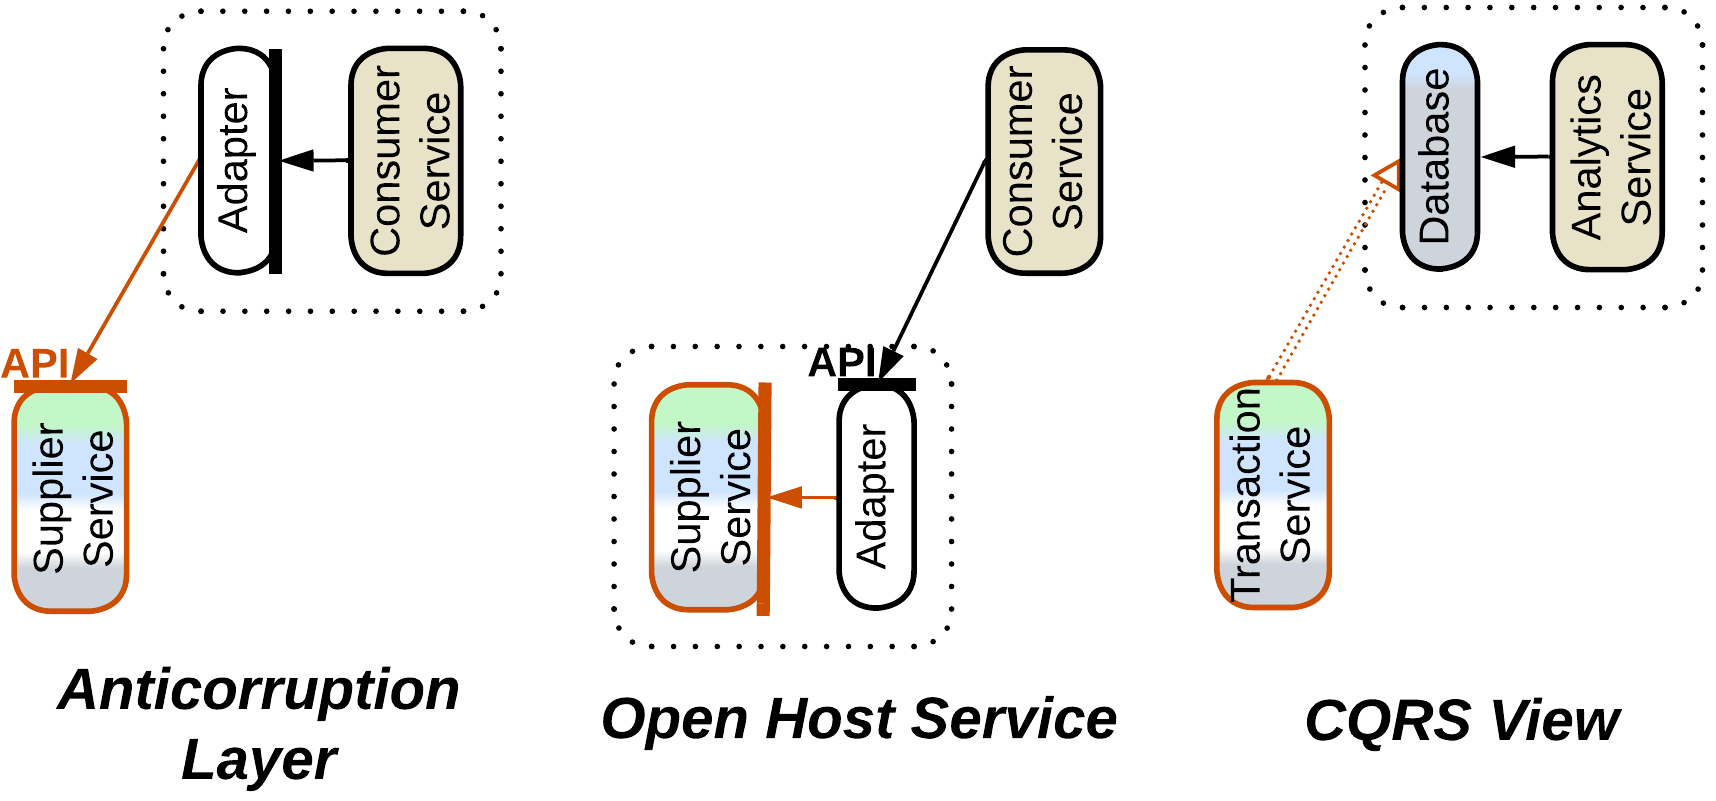 Adapter
Consumer
Service
API
Supplier
Service
Anticorruption
Layer
Consumer
Service
API
Supplier
Service
Adapter
Open Host Service
Database
Analytics
Service
Transaction
Service
CQRS View